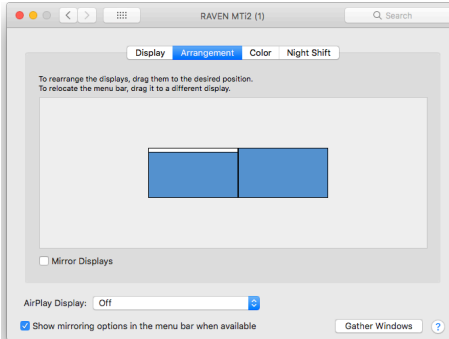 RAVEN MTi2 (1)
Search
Display Arrangement Color Night Shift
To rearrange the displays, drag them to the desired position.
To relocate the menu bar, drag it to a different display.
Mirror Displays
AirPlay Display: Off
Show mirroring options in the menu bar when available
Gather Windows ?